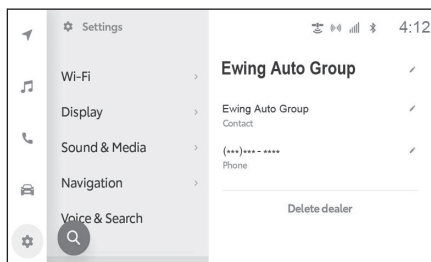 Settings
4:12
Wi-Fi
Display
Sound & Media
Navigation
Voice & Search
Ewing Auto Group
Ewing Auto Group
Contact
(***)***-****
Phone
Delete dealer